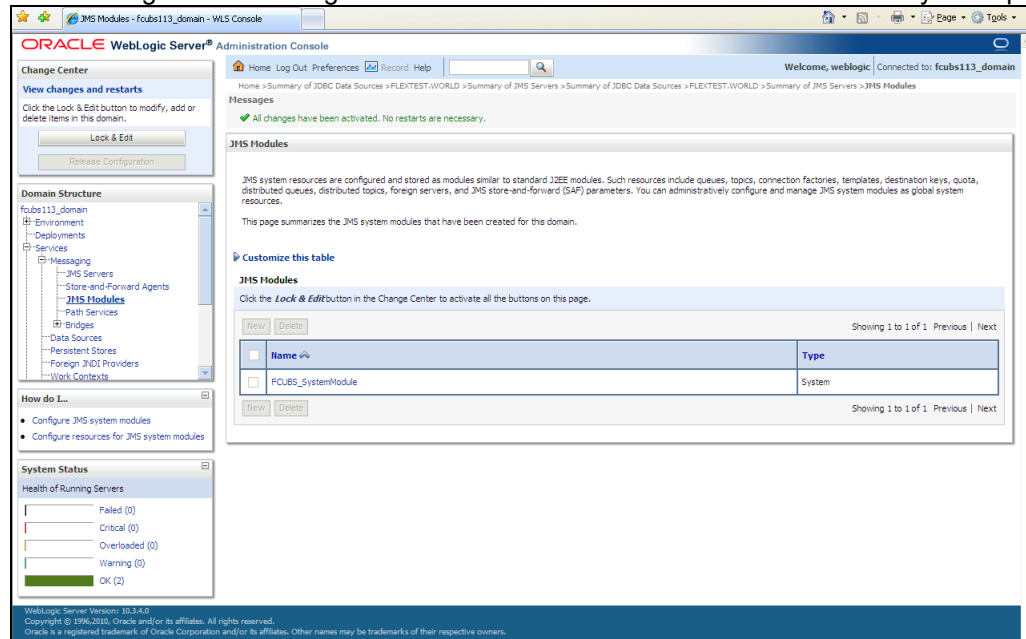 JMS Modules - fcubs113_domain - WLS Console
Page
Tools
ORACLE WebLogic Server® Administration Console
Change Center
View changes and restarts
Click the Lock & Edit button to modify, add or
delete items in this domain.
Lock & Edit
Release Configuration
Domain Structure
fcubs113_domain
Environment
Deployments
Services
Messaging
JMS Servers
Store-and-Forward Agents
JMS Modules
Path Services
Bridges
Data Sources
Persistent Stores
Foreign JNDI Providers
Work Contexts
How do I...
Configure JMS system modules
Configure resources for JMS system modules
System Status
Health of Running Servers
Failed (0)
Critical (0)
Overloaded (0)
Warning (0)
OK (2)
Home Log Out Preferences Record Help
Welcome, weblogic Connected to: fcubs113_domain
Home >Summary of JDBC Data Sources >FLEXTEST.WORLD >Summary of JMS Servers >Summary of JDBC Data Sources >FLEXTEST.WORLD >Summary of JMS Servers >JMS Modules
Messages
All changes have been activated. No restarts are necessary.
JMS Modules
JMS system resources are configured and stored as modules similar to standard J2EE modules. Such resources include queues, topics, connection factories, templates, destination keys, quota,
distributed queues, distributed topics, foreign servers, and JMS store-and-forward (SAF) parameters. You can administratively configure and manage JMS system modules as global system
resources.
This page summarizes the JMS system modules that have been created for this domain.
Customize this table
JMS Modules
Click the Lock & Edit button in the Change Center to activate all the buttons on this page.
New Delete
Showing 1 to 1 of 1 Previous | Next
Name Type
FCUBS_SystemModule System
New Delete
Showing 1 to 1 of 1 Previous | Next
WebLogic Server Version: 10.3.4.0
Copyright © 1996,2010, Oracle and/or its affiliates. All rights reserved.
Oracle is a registered trademark of Oracle Corporation and/or its affiliates. Other names may be trademarks of their respective owners.